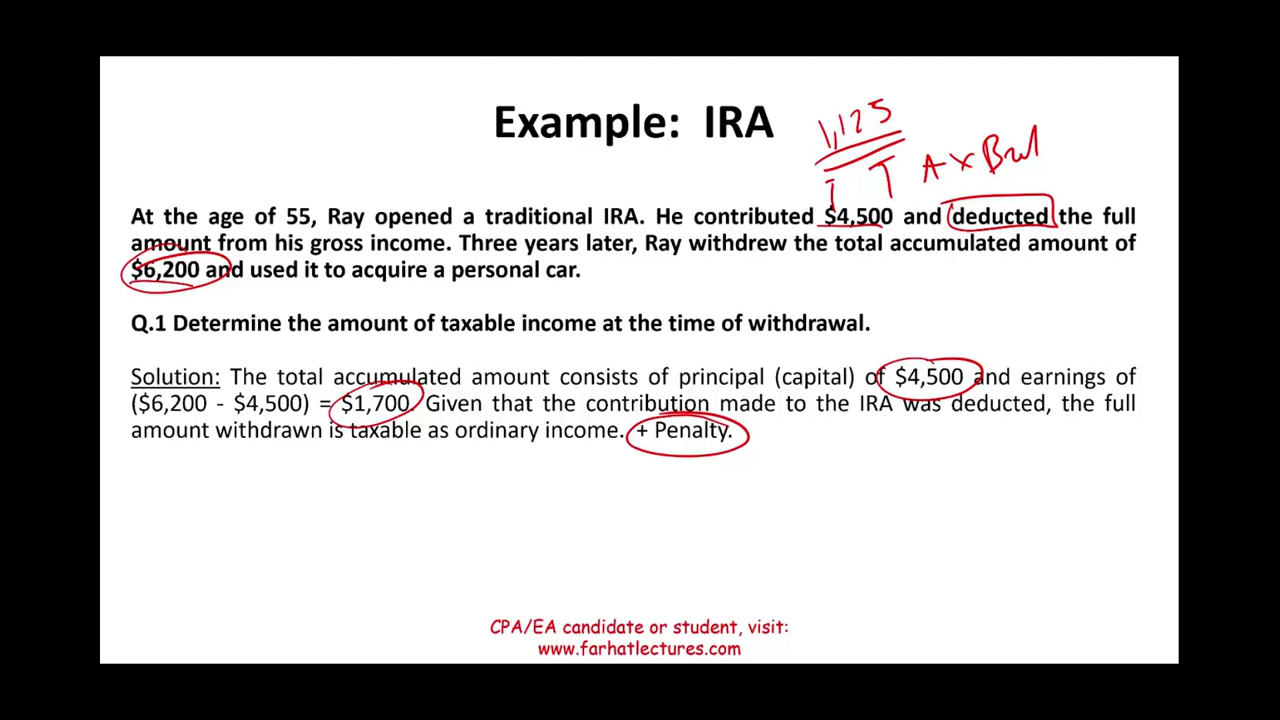 Example: IRA
1,125
At the age of 55, Ray opened a traditional IRA. He contributed $4,500 and deducted the full
amount from his gross income. Three years later, Ray withdrew the total accumulated amount of
$6,200 and used it to acquire a personal car.
Q.1 Determine the amount of taxable income at the time of withdrawal.
Solution: The total accumulated amount consists of principal (capital) of $4,500 and earnings of
($6,200 - $4,500) = $1,700. Given that the contribution made to the IRA was deducted, the full
amount withdrawn is taxable as ordinary income. + Penalty.
CPA/EA candidate or student, visit:
www.farhatlectures.com